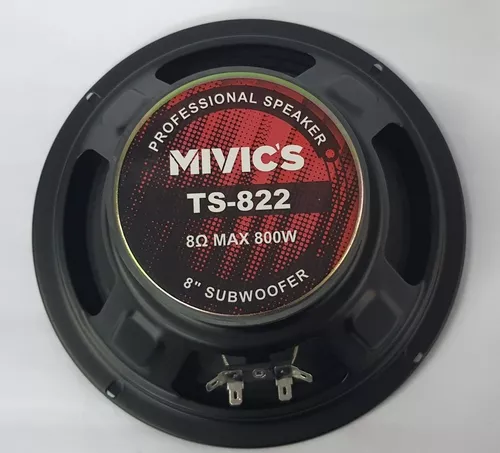 PROFESSIONAL SPEAKER
MIVIC'S
TS-822
8Ω MAX 800W
8" SUBWOOFER